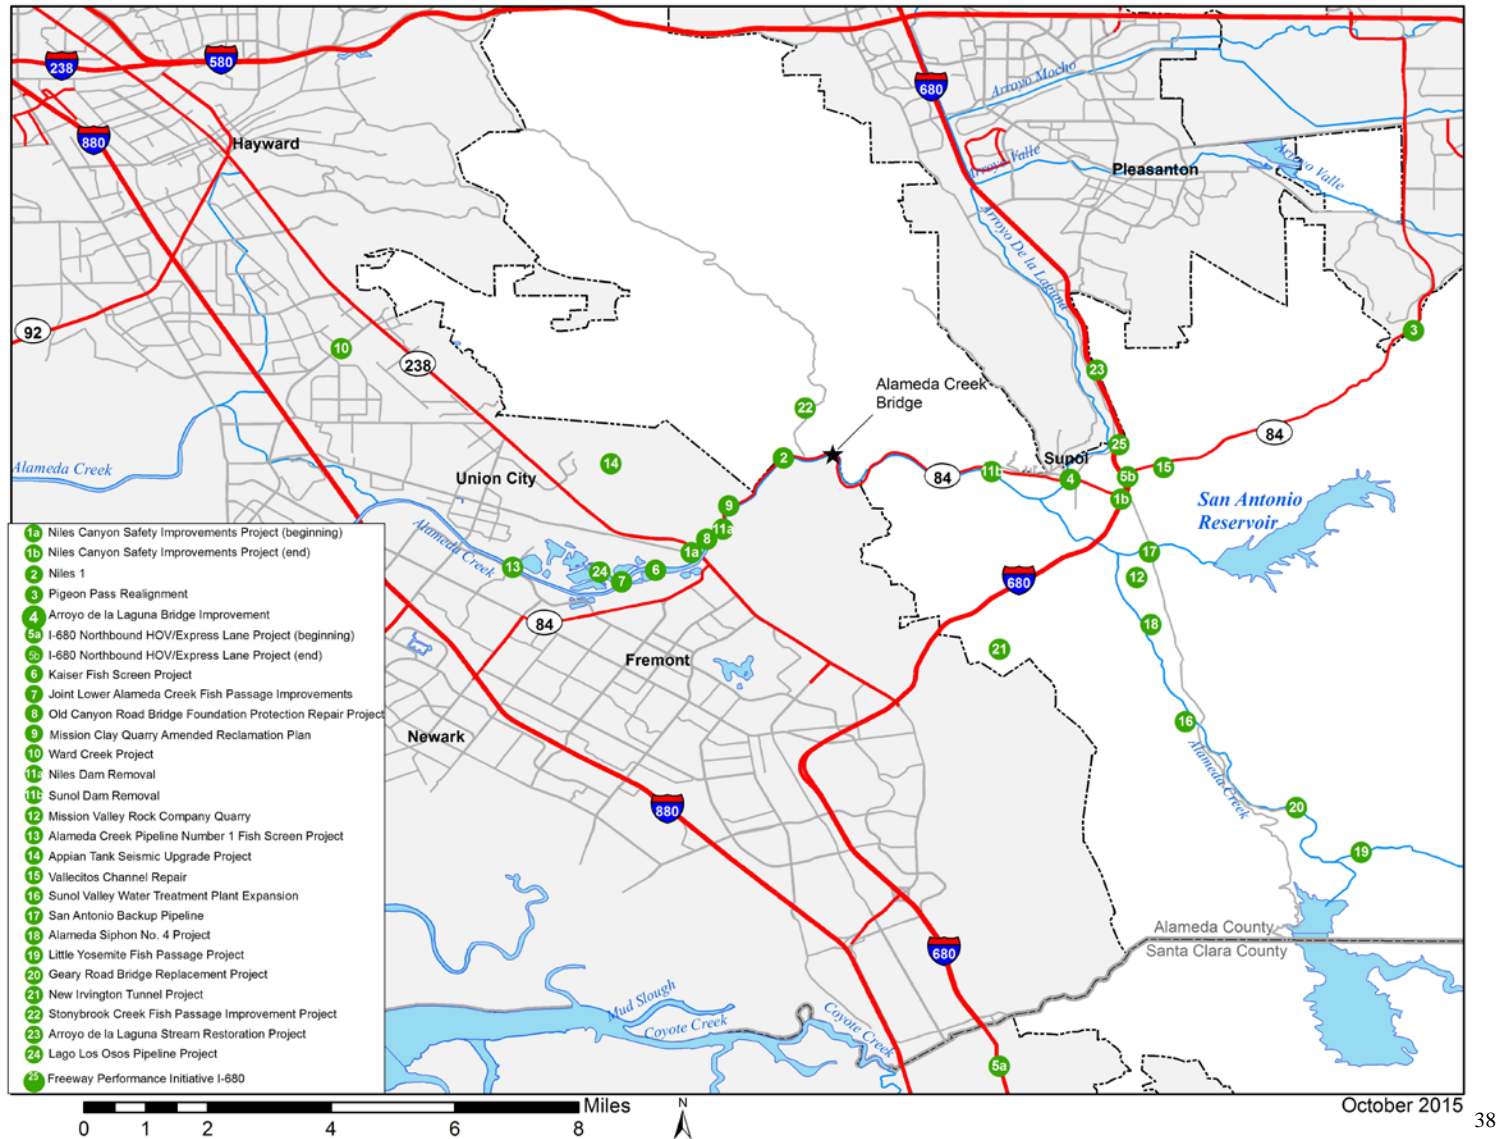 238
580
680
880
Hayward
Arroyo Mocho
Arroyo Valle
Pleasanton
Arroyo Valle
Arroyo De la Laguna
92
10
238
3
23
22
Alameda Creek
Bridge
84
25
Alameda Creek
14
Union City
2
84
11b
Sunol
4
5b
15
1b
San Antonio
Reservoir
9
11a
8
1a
Alameda Creek
13
24
7
6
17
12
680
84
18
Fremont
21
Newark
16
Alameda Creek
880
20
19
680
Alameda County
Santa Clara County
Mud Slough
Coyote Creek
Coyote Creek
5a
1a Niles Canyon Safety Improvements Project (beginning)
1b Niles Canyon Safety Improvements Project (end)
2 Niles 1
3 Pigeon Pass Realignment
4 Arroyo de la Laguna Bridge Improvement
5a I-680 Northbound HOV/Express Lane Project (beginning)
5b I-680 Northbound HOV/Express Lane Project (end)
6 Kaiser Fish Screen Project
7 Joint Lower Alameda Creek Fish Passage Improvements
8 Old Canyon Road Bridge Foundation Protection Repair Project
9 Mission Clay Quarry Amended Reclamation Plan
10 Ward Creek Project
11a Niles Dam Removal
11b Sunol Dam Removal
12 Mission Valley Rock Company Quarry
13 Alameda Creek Pipeline Number 1 Fish Screen Project
14 Appian Tank Seismic Upgrade Project
15 Vallecitos Channel Repair
16 Sunol Valley Water Treatment Plant Expansion
17 San Antonio Backup Pipeline
18 Alameda Siphon No. 4 Project
19 Little Yosemite Fish Passage Project
20 Geary Road Bridge Replacement Project
21 New Irvington Tunnel Project
22 Stonybrook Creek Fish Passage Improvement Project
23 Arroyo de la Laguna Stream Restoration Project
24 Lago Los Osos Pipeline Project
25 Freeway Performance Initiative I-680
Miles
0 1 2 4 6 8
N
October 2015
38